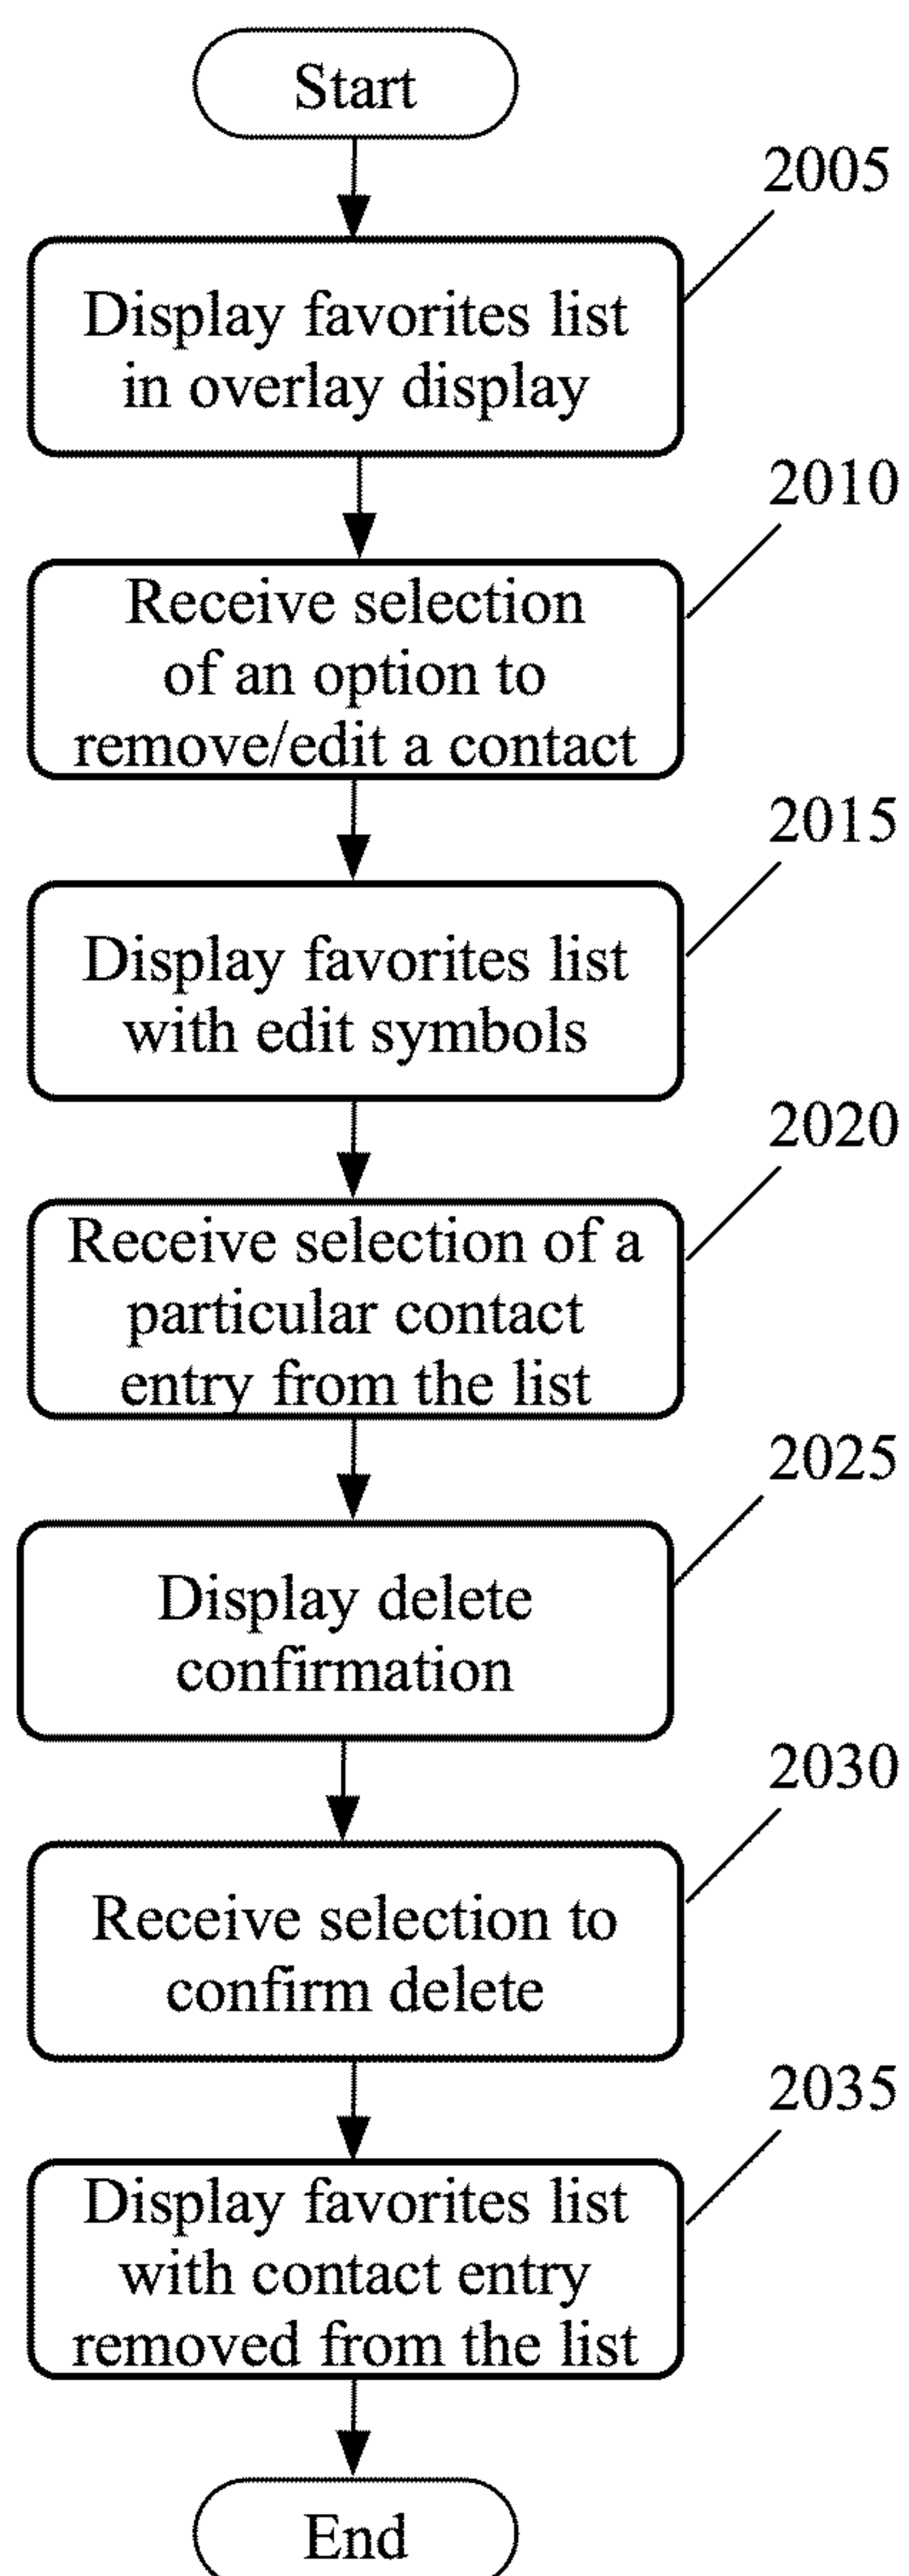 Start
2005
Display favorites list
in overlay display
2010
Receive selection
of an option to
remove/edit a contact
2015
Display favorites list
with edit symbols
2020
Receive selection of a
particular contact
entry from the list
2025
Display delete
confirmation
2030
Receive selection to
confirm delete
2035
Display favorites list
with contact entry
removed from the list
End